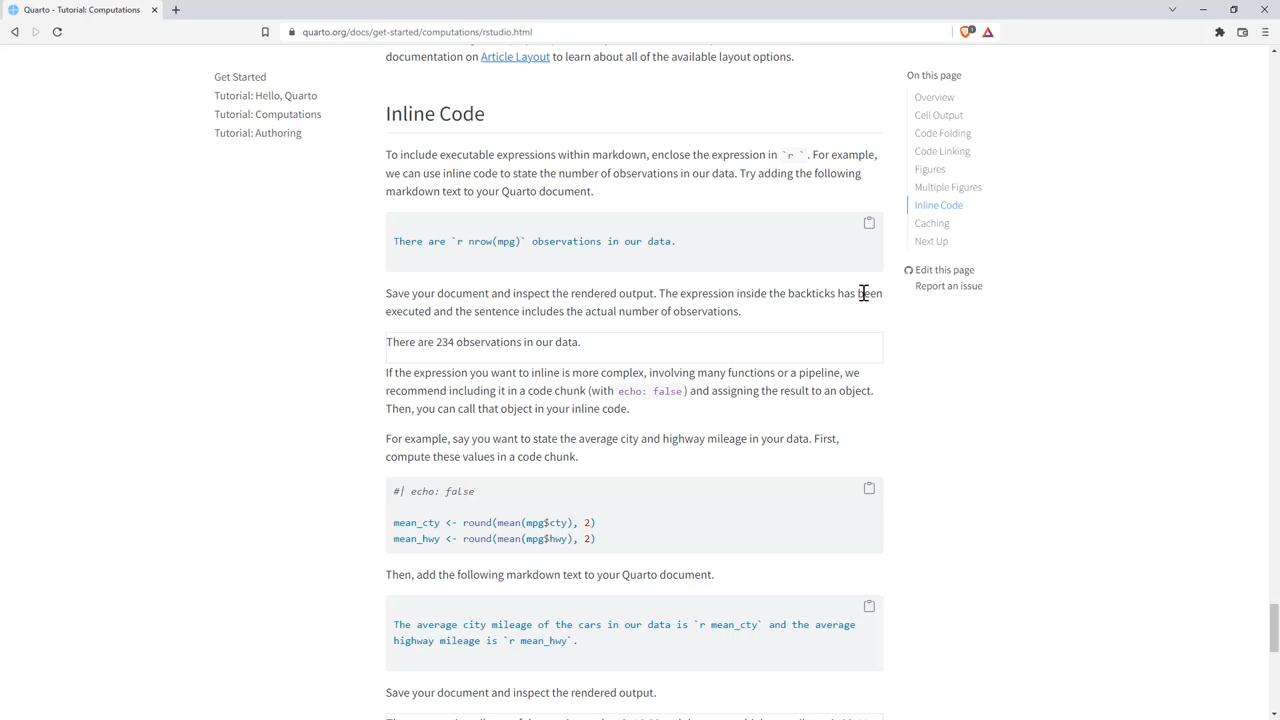 Quarto - Tutorial: Computations
quarto.org/docs/get-started/computations/rstudio.html
documentation on Article Layout to learn about all of the available layout options.
Get Started
Tutorial: Hello, Quarto
Tutorial: Computations
Tutorial: Authoring
Inline Code
To include executable expressions within markdown, enclose the expression in `r `. For example,
we can use inline code to state the number of observations in our data. Try adding the following
markdown text to your Quarto document.
There are `r nrow(mpg)` observations in our data.
Save your document and inspect the rendered output. The expression inside the backticks has been
executed and the sentence includes the actual number of observations.
There are 234 observations in our data.
If the expression you want to inline is more complex, involving many functions or a pipeline, we
recommend including it in a code chunk (with echo: false) and assigning the result to an object.
Then, you can call that object in your inline code.
For example, say you want to state the average city and highway mileage in your data. First,
compute these values in a code chunk.
#| echo: false
mean_cty <- round(mean(mpg$cty), 2)
mean_hwy <- round(mean(mpg$hwy), 2)
Then, add the following markdown text to your Quarto document.
The average city mileage of the cars in our data is `r mean_cty` and the average
highway mileage is `r mean_hwy`.
Save your document and inspect the rendered output.
On this page
Overview
Cell Output
Code Folding
Code Linking
Figures
Multiple Figures
Inline Code
Caching
Next Up
Edit this page
Report an issue